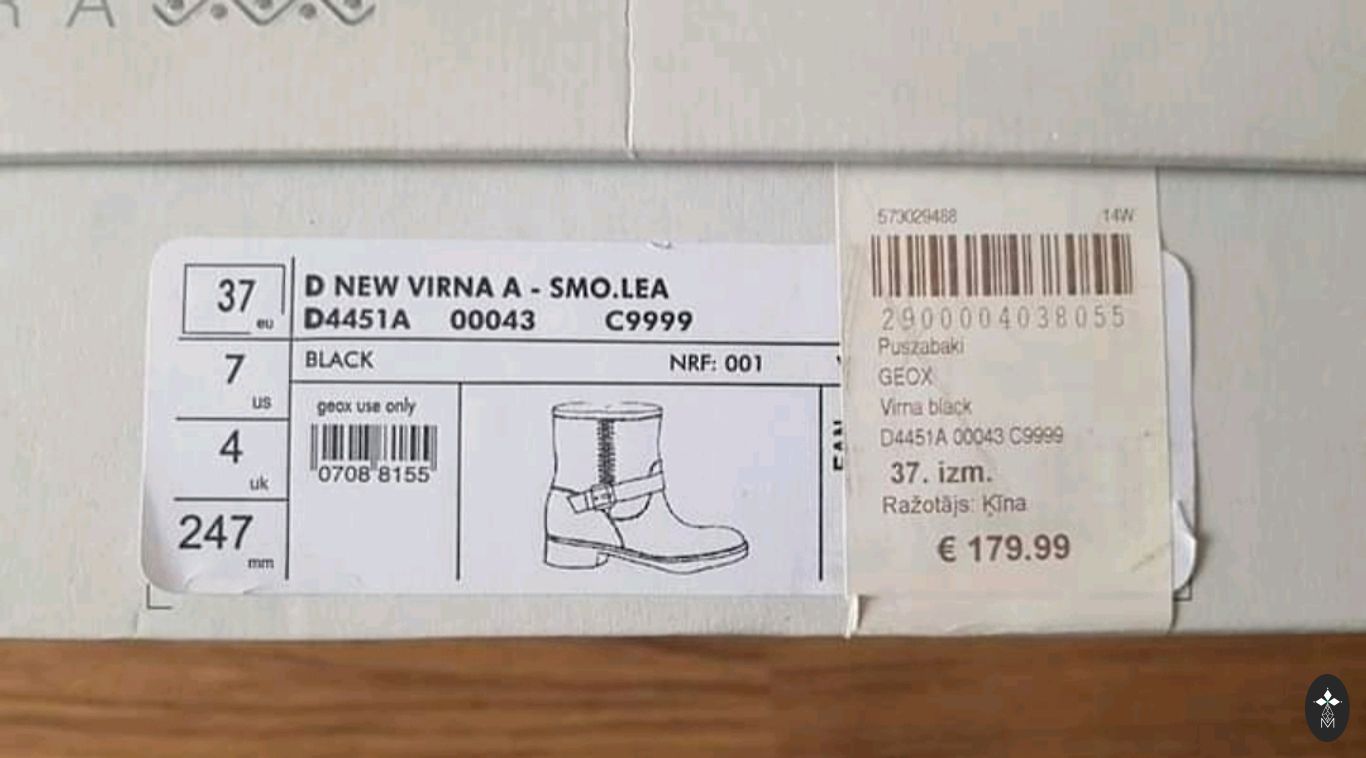 R A
37 eu
7 us
4 uk
247 mm
D NEW VIRNA A - SMO.LEA
D4451A 00043 C9999
BLACK NRF: 001
geox use only
0708 8155
EAN
573029488 14W
2900004038055
Puszābaki
GEOX
Virna black
D4451A 00043 C9999
37. izm.
Ražotājs: Ķīna
€ 179.99
M